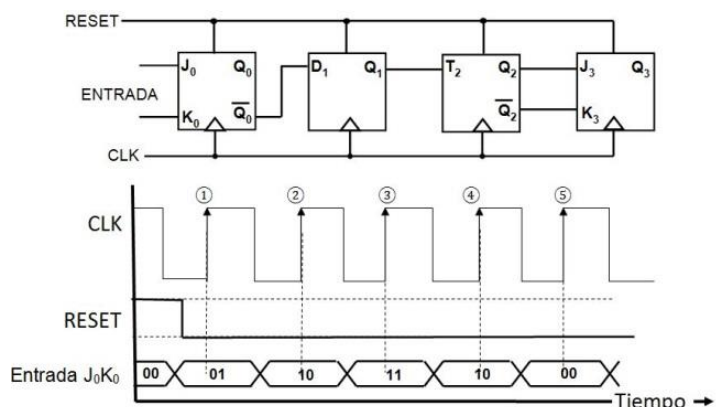 RESET
J₀ Q₀ D₁ Q₁ T₂ Q₂ J₃ Q₃
ENTRADA
K₀ Q̅₀ Q̅₂ K₃
CLK
① ② ③ ④ ⑤
CLK
RESET
Entrada J₀K₀ 00 01 10 11 10 00
Tiempo